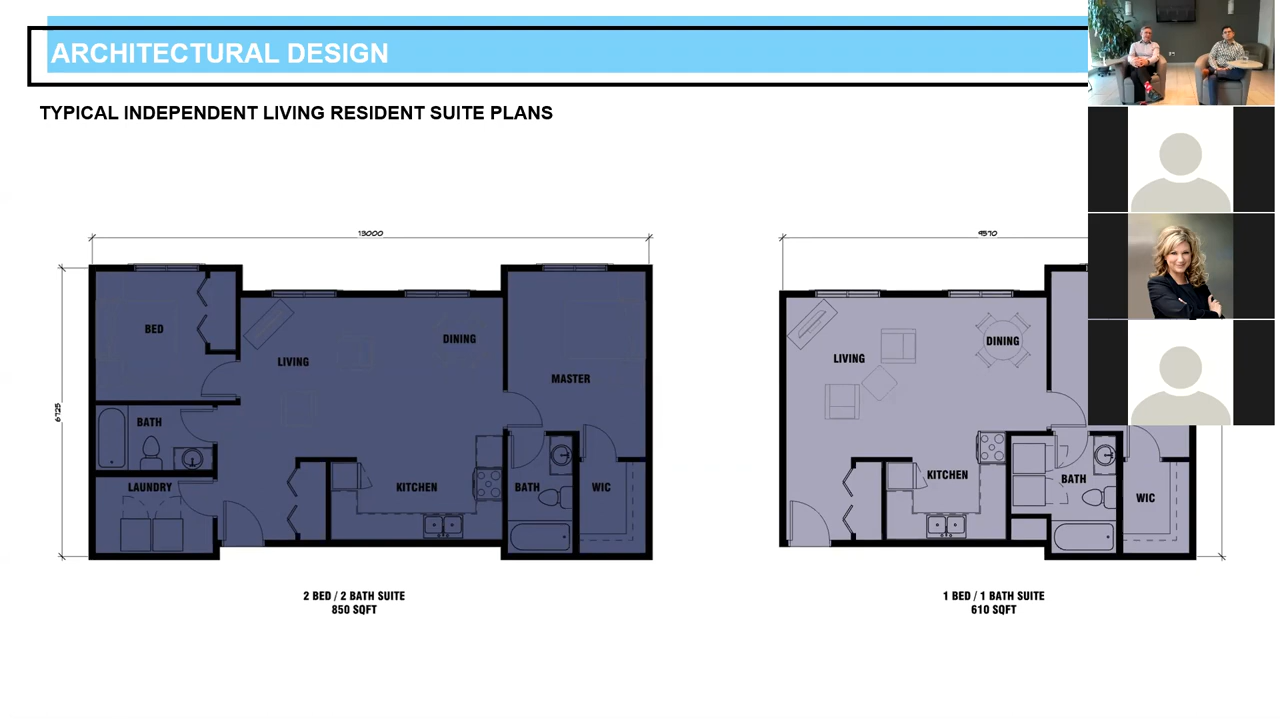 ARCHITECTURAL DESIGN
TYPICAL INDEPENDENT LIVING RESIDENT SUITE PLANS
13000
9570
6725
BED
LIVING
DINING
MASTER
BATH
LAUNDRY
KITCHEN
BATH
WIC
LIVING
DINING
KITCHEN
BATH
WIC
2 BED / 2 BATH SUITE
850 SQFT
1 BED / 1 BATH SUITE
610 SQFT